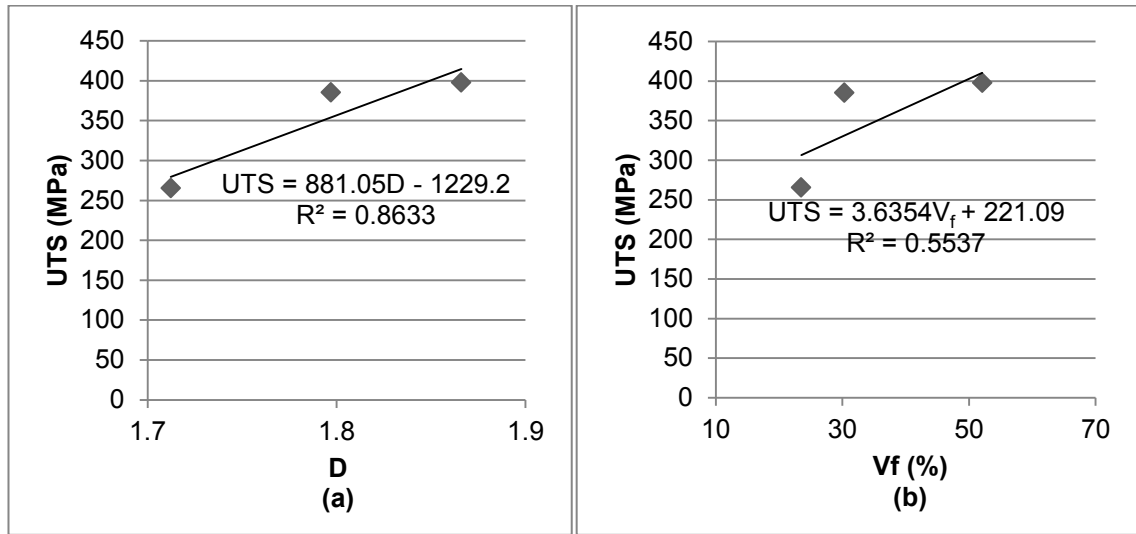 450
400
350
300
250
200
150
100
50
0
UTS (MPa)
UTS = 881.05D - 1229.2
R² = 0.8633
1.7 1.8 1.9
D
(a)
450
400
350
300
250
200
150
100
50
0
UTS (MPa)
UTS = 3.6354Vf + 221.09
R² = 0.5537
10 30 50 70
Vf (%)
(b)